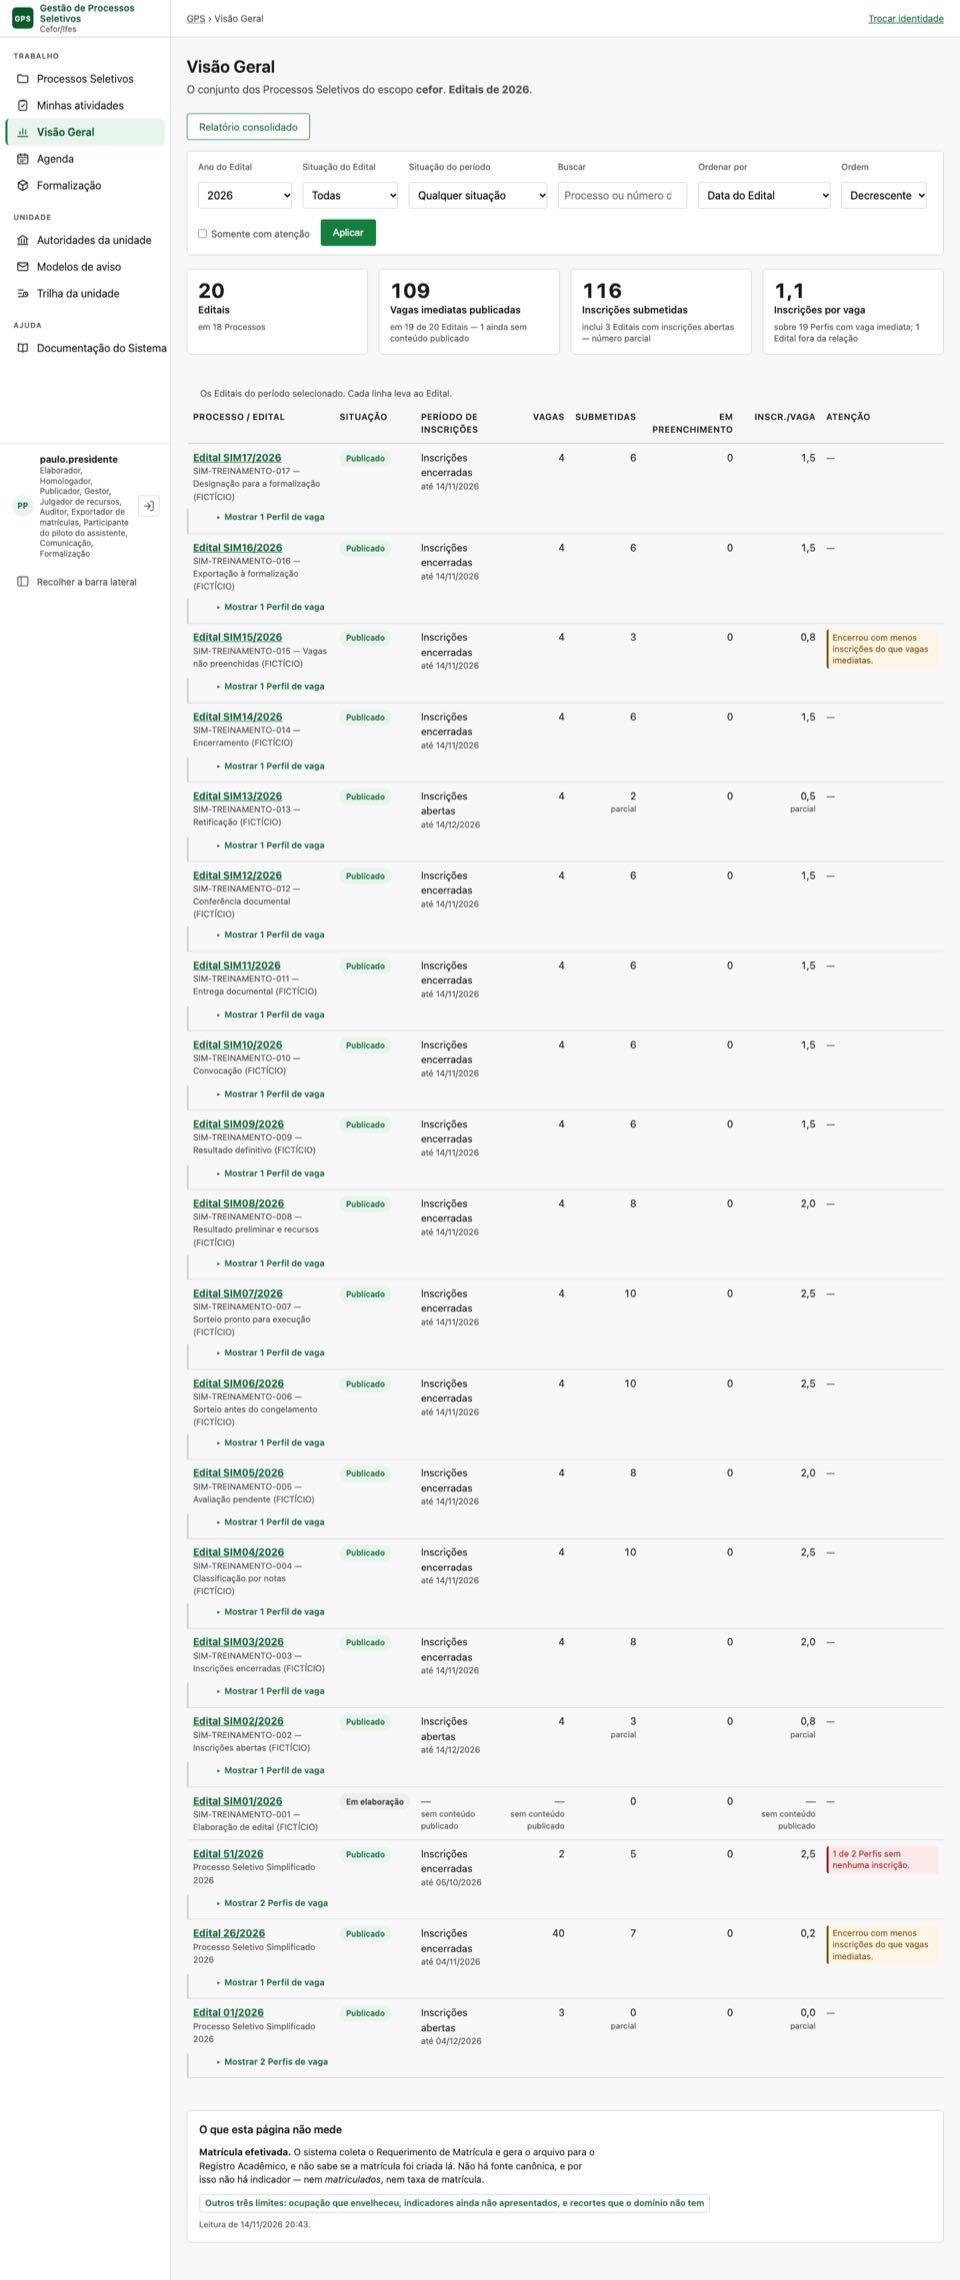 GPS
Gestão de Processos
Seletivos
Cefor/Ifes
TRABALHO
Processos Seletivos
Minhas atividades
Visão Geral
Agenda
Formalização
UNIDADE
Autoridades da unidade
Modelos de aviso
Trilha da unidade
AJUDA
Documentação do Sistema
PP
paulo.presidente
Elaborador,
Homologador,
Publicador, Gestor,
Julgador de recursos,
Auditor, Exportador de
matrículas, Participante
do piloto do assistente,
Comunicação,
Formalização
Recolher a barra lateral
GPS › Visão Geral
Trocar identidade
Visão Geral
O conjunto dos Processos Seletivos do escopo cefor. Editais de 2026.
Relatório consolidado
Ano do Edital
2026
Situação do Edital
Todas
Situação do período
Qualquer situação
Buscar
Processo ou número d
Ordenar por
Data do Edital
Ordem
Decrescente
Somente com atenção
Aplicar
20
Editais
em 18 Processos
109
Vagas imediatas publicadas
em 19 de 20 Editais — 1 ainda sem
conteúdo publicado
116
Inscrições submetidas
inclui 3 Editais com inscrições abertas
— número parcial
1,1
Inscrições por vaga
sobre 19 Perfis com vaga imediata; 1
Edital fora da relação
Os Editais do período selecionado. Cada linha leva ao Edital.
PROCESSO / EDITAL SITUAÇÃO PERÍODO DE INSCRIÇÕES VAGAS SUBMETIDAS EM PREENCHIMENTO INSCR./VAGA ATENÇÃO
Edital SIM17/2026 Publicado Inscrições encerradas 4 6 0 1,5 —
SIM-TREINAMENTO-017 — até 14/11/2026
Designação para a formalização
(FICTÍCIO)
Mostrar 1 Perfil de vaga
Edital SIM16/2026 Publicado Inscrições encerradas 4 6 0 1,5 —
SIM-TREINAMENTO-016 — até 14/11/2026
Exportação à formalização
(FICTÍCIO)
Mostrar 1 Perfil de vaga
Edital SIM15/2026 Publicado Inscrições encerradas 4 3 0 0,8 Encerrou com menos inscrições do que vagas imediatas.
SIM-TREINAMENTO-015 — Vagas até 14/11/2026
não preenchidas (FICTÍCIO)
Mostrar 1 Perfil de vaga
Edital SIM14/2026 Publicado Inscrições encerradas 4 6 0 1,5 —
SIM-TREINAMENTO-014 — até 14/11/2026
Encerramento (FICTÍCIO)
Mostrar 1 Perfil de vaga
Edital SIM13/2026 Publicado Inscrições abertas 4 2 parcial 0 0,5 parcial —
SIM-TREINAMENTO-013 — até 14/12/2026
Retificação (FICTÍCIO)
Mostrar 1 Perfil de vaga
Edital SIM12/2026 Publicado Inscrições encerradas 4 6 0 1,5 —
SIM-TREINAMENTO-012 — até 14/11/2026
Conferência documental
(FICTÍCIO)
Mostrar 1 Perfil de vaga
Edital SIM11/2026 Publicado Inscrições encerradas 4 6 0 1,5 —
SIM-TREINAMENTO-011 — até 14/11/2026
Entrega documental (FICTÍCIO)
Mostrar 1 Perfil de vaga
Edital SIM10/2026 Publicado Inscrições encerradas 4 6 0 1,5 —
SIM-TREINAMENTO-010 — até 14/11/2026
Convocação (FICTÍCIO)
Mostrar 1 Perfil de vaga
Edital SIM09/2026 Publicado Inscrições encerradas 4 6 0 1,5 —
SIM-TREINAMENTO-009 — até 14/11/2026
Resultado definitivo (FICTÍCIO)
Mostrar 1 Perfil de vaga
Edital SIM08/2026 Publicado Inscrições encerradas 4 8 0 2,0 —
SIM-TREINAMENTO-008 — até 14/11/2026
Resultado preliminar e recursos
(FICTÍCIO)
Mostrar 1 Perfil de vaga
Edital SIM07/2026 Publicado Inscrições encerradas 4 10 0 2,5 —
SIM-TREINAMENTO-007 — até 14/11/2026
Sorteio pronto para execução
(FICTÍCIO)
Mostrar 1 Perfil de vaga
Edital SIM06/2026 Publicado Inscrições encerradas 4 10 0 2,5 —
SIM-TREINAMENTO-006 — até 14/11/2026
Sorteio antes do congelamento
(FICTÍCIO)
Mostrar 1 Perfil de vaga
Edital SIM05/2026 Publicado Inscrições encerradas 4 8 0 2,0 —
SIM-TREINAMENTO-005 — até 14/11/2026
Avaliação pendente (FICTÍCIO)
Mostrar 1 Perfil de vaga
Edital SIM04/2026 Publicado Inscrições encerradas 4 10 0 2,5 —
SIM-TREINAMENTO-004 — até 14/11/2026
Classificação por notas
(FICTÍCIO)
Mostrar 1 Perfil de vaga
Edital SIM03/2026 Publicado Inscrições encerradas 4 8 0 2,0 —
SIM-TREINAMENTO-003 — até 14/11/2026
Inscrições encerradas (FICTÍCIO)
Mostrar 1 Perfil de vaga
Edital SIM02/2026 Publicado Inscrições abertas 4 3 parcial 0 0,8 parcial —
SIM-TREINAMENTO-002 — até 14/12/2026
Inscrições abertas (FICTÍCIO)
Mostrar 1 Perfil de vaga
Edital SIM01/2026 Em elaboração — sem conteúdo publicado — sem conteúdo publicado 0 0 — sem conteúdo publicado —
SIM-TREINAMENTO-001 —
Elaboração de edital (FICTÍCIO)
Edital 51/2026 Publicado Inscrições encerradas 2 5 0 2,5 1 de 2 Perfis sem nenhuma inscrição.
Processo Seletivo Simplificado até 05/10/2026
2026
Mostrar 2 Perfis de vaga
Edital 26/2026 Publicado Inscrições encerradas 40 7 0 0,2 Encerrou com menos inscrições do que vagas imediatas.
Processo Seletivo Simplificado até 04/11/2026
2026
Mostrar 1 Perfil de vaga
Edital 01/2026 Publicado Inscrições abertas 3 0 parcial 0 0,0 parcial —
Processo Seletivo Simplificado até 04/12/2026
2026
Mostrar 2 Perfis de vaga
O que esta página não mede
Matrícula efetivada. O sistema coleta o Requerimento de Matrícula e gera o arquivo para o
Registro Acadêmico, e não sabe se a matrícula foi criada lá. Não há fonte canônica, e por
isso não há indicador — nem matriculados, nem taxa de matrícula.
Outros três limites: ocupação que envelheceu, indicadores ainda não apresentados, e recortes que o domínio não tem
Leitura de 14/11/2026 20:43.